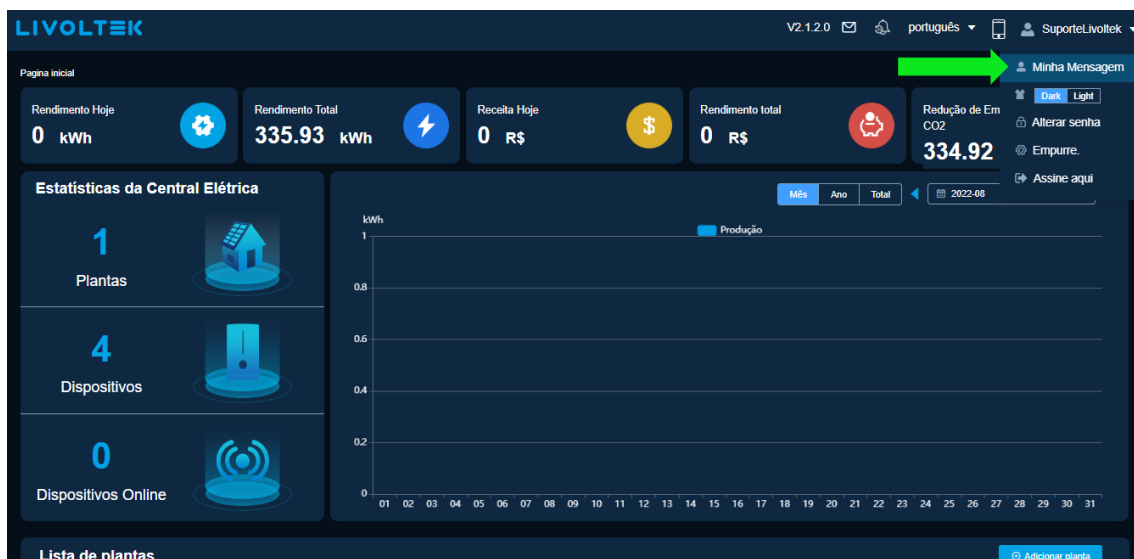 LIVOLTEK
V2.1.2.0 português SuporteLivoltek
Pagina inicial
Minha Mensagem
Dark Light
Alterar senha
Empurre.
Assine aqui
Rendimento Hoje
0 kWh
Rendimento Total
335.93 kWh
Receita Hoje
0 R$
Rendimento total
0 R$
Redução de Em
CO2
334.92
Estatísticas da Central Elétrica
1
Plantas
4
Dispositivos
0
Dispositivos Online
Mês Ano Total 2022-08
kWh
Produção
1
0.8
0.6
0.4
0.2
0
01 02 03 04 05 06 07 08 09 10 11 12 13 14 15 16 17 18 19 20 21 22 23 24 25 26 27 28 29 30 31
Lista de plantas
Adicionar planta